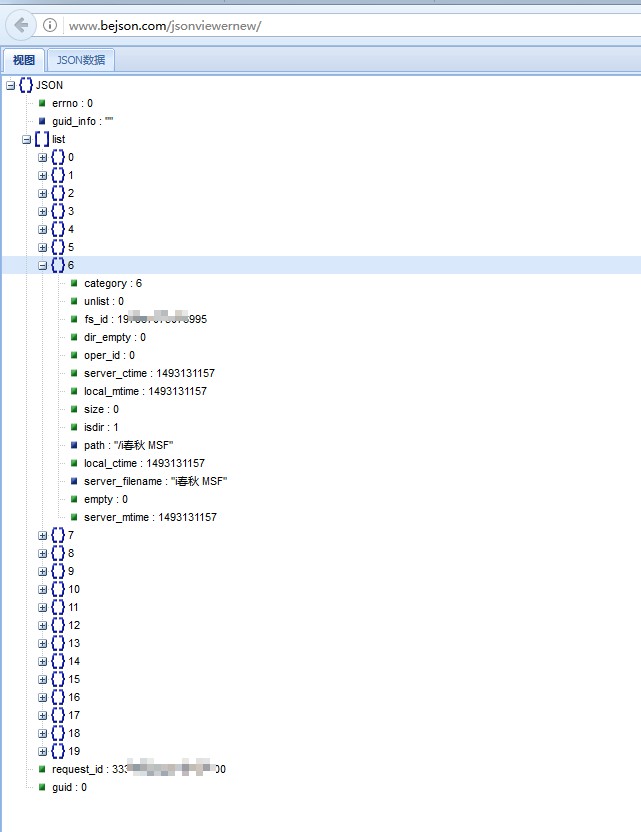 www.bejson.com/jsonviewernew/
视图 JSON数据
JSON
errno : 0
guid_info : ""
list
0
1
2
3
4
5
6
category : 6
unlist : 0
fs_id : 19 995
dir_empty : 0
oper_id : 0
server_ctime : 1493131157
local_mtime : 1493131157
size : 0
isdir : 1
path : "/i春秋 MSF"
local_ctime : 1493131157
server_filename : "i春秋 MSF"
empty : 0
server_mtime : 1493131157
7
8
9
10
11
12
13
14
15
16
17
18
19
request_id : 333 00
guid : 0